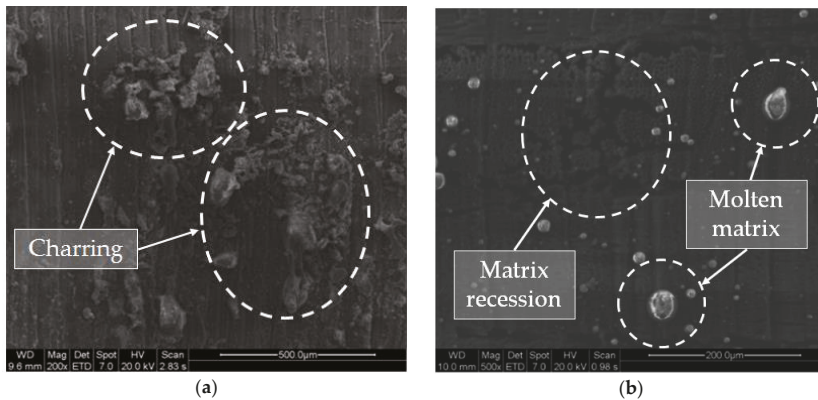 Charring
WD Mag Det Spot HV Scan
9.6 mm 200x ETD 7.0 20.0 kV 2.83 s
500.0µm
(a)
Molten
matrix
Matrix
recession
WD Mag Det Spot HV Scan
10.0 mm 500x ETD 7.0 20.0 kV 0.98 s
200.0µm
(b)